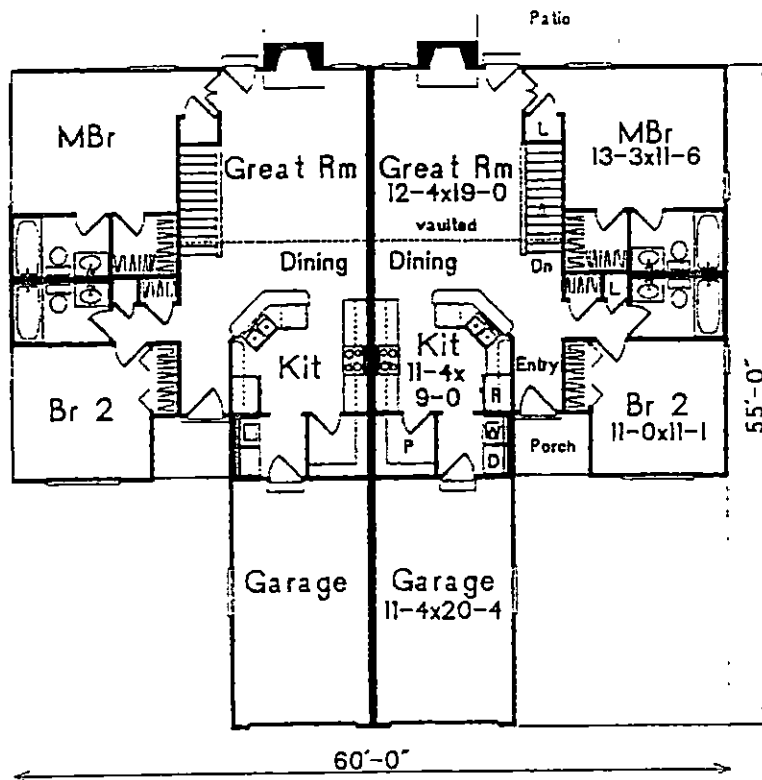 Patio
MBr
Great Rm
Great Rm
12-4x19-0
vaulted
L
MBr
13-3x11-6
Dining
Dining
Dn
L
Kit
Kit
11-4x
9-0
R
Entry
Br 2
Br 2
11-0x11-1
P
W
D
Porch
Garage
Garage
11-4x20-4
55'-0"
60'-0"